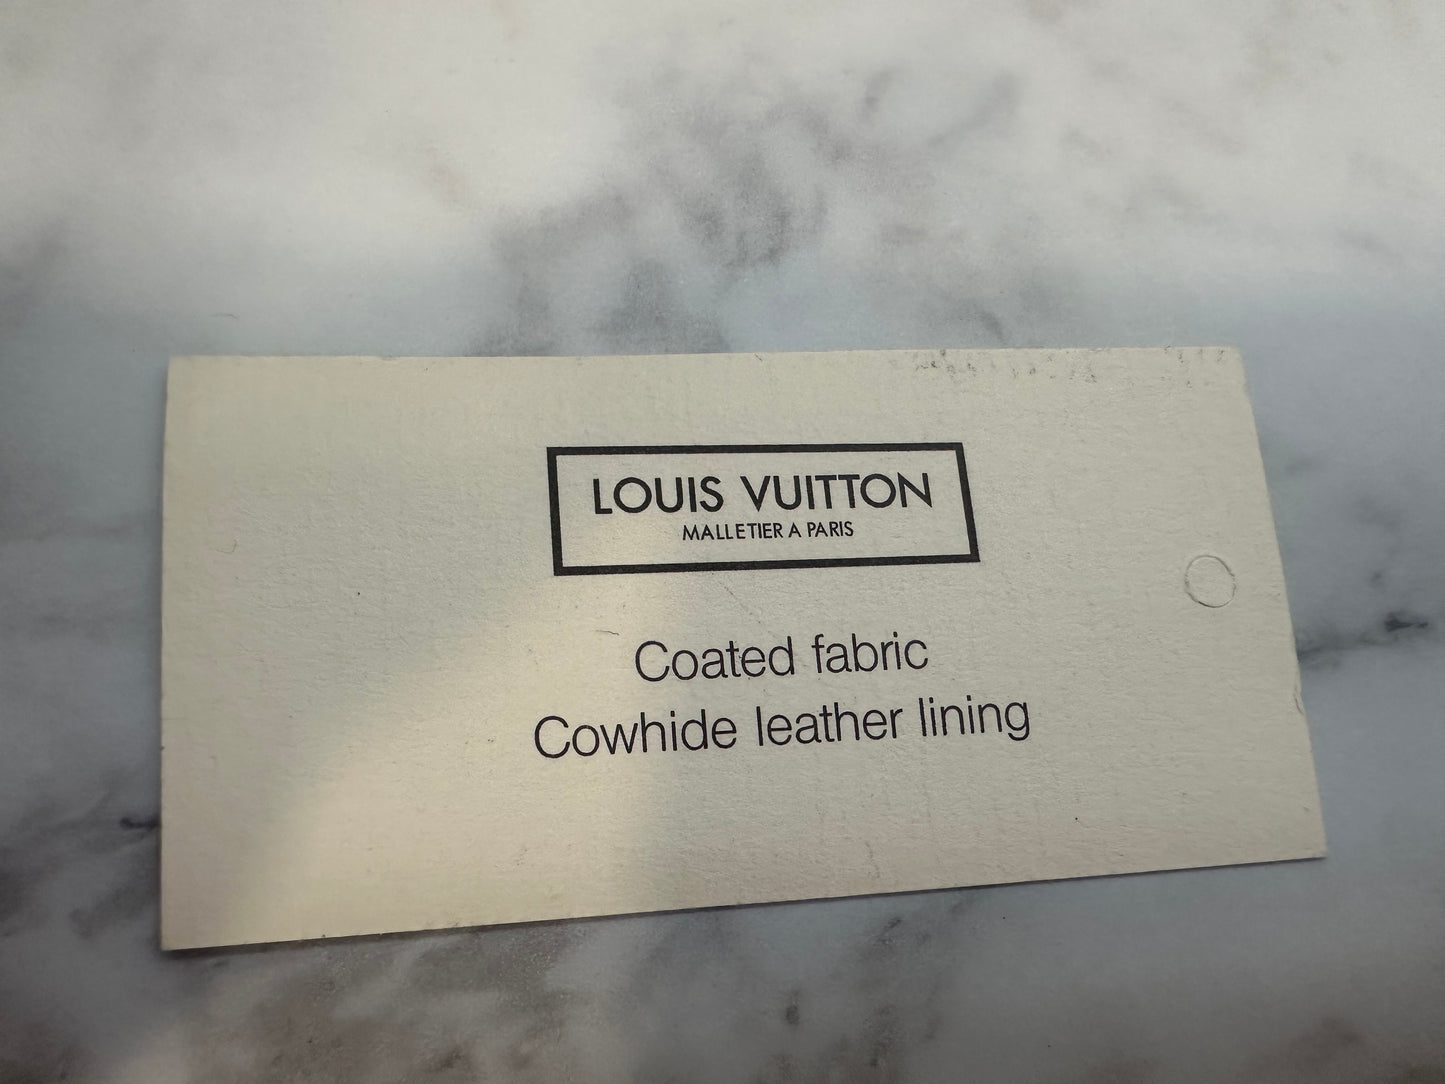 LOUIS VUITTON
MALLETIER A PARIS
Coated fabric
Cowhide leather lining